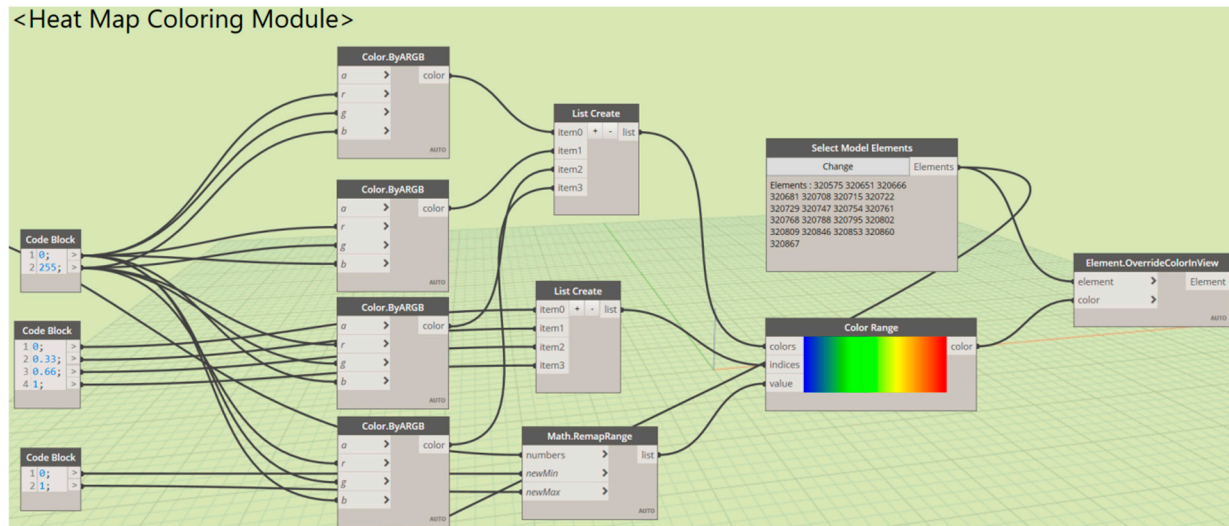 <Heat Map Coloring Module>
Color.ByARGB
a > color
r >
g >
b >
AUTO
List Create
item0 + - list
item1
item2
item3
Color.ByARGB
a > color
r >
g >
b >
AUTO
Select Model Elements
Change Elements
Elements : 320575 320651 320666
320681 320708 320715 320722
320729 320747 320754 320761
320768 320788 320795 320802
320809 320846 320853 320860
320867
Code Block
1 0; >
2 255; >
Element.OverrideColorInView
element > Element
color >
AUTO
List Create
item0 + - list
item1
item2
item3
Color.ByARGB
a > color
r >
g >
b >
AUTO
Code Block
1 0; >
2 0.33; >
3 0.66; >
4 1; >
Color Range
colors color
indices
value
Color.ByARGB
a > color
r >
g >
b >
AUTO
Math.RemapRange
numbers > list
newMin >
newMax >
AUTO
Code Block
1 0; >
2 1; >